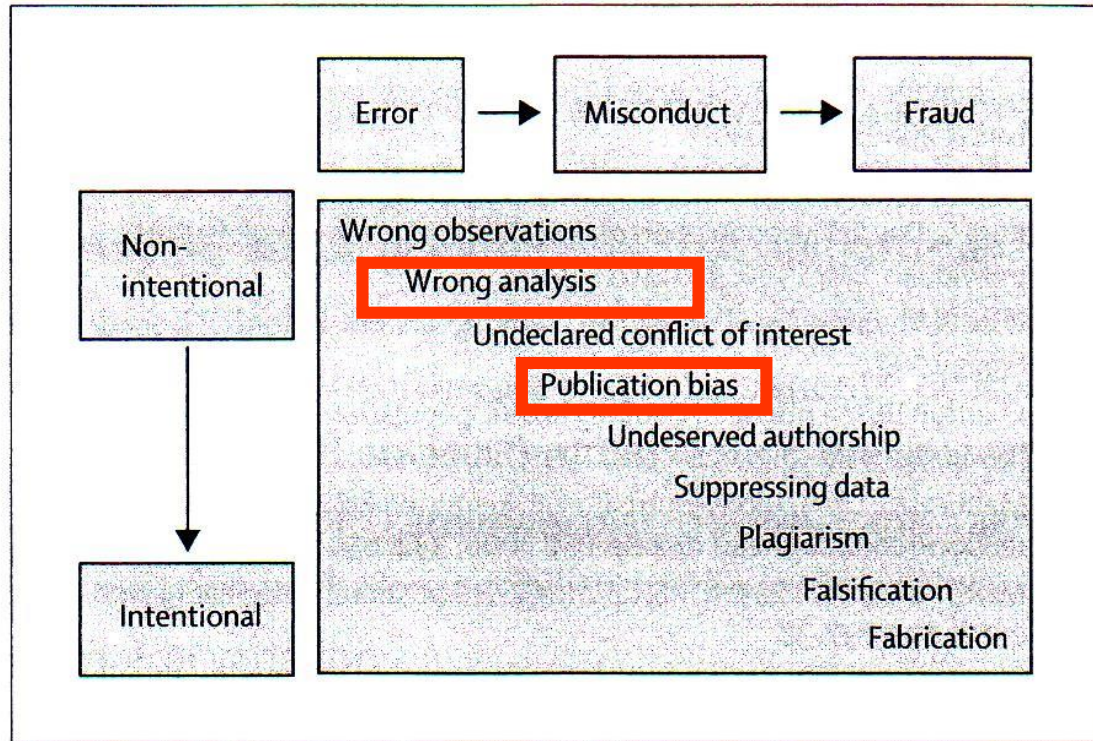 Error
Misconduct
Fraud
Non-
intentional
Intentional
Wrong observations
Wrong analysis
Undeclared conflict of interest
Publication bias
Undeserved authorship
Suppressing data
Plagiarism
Falsification
Fabrication